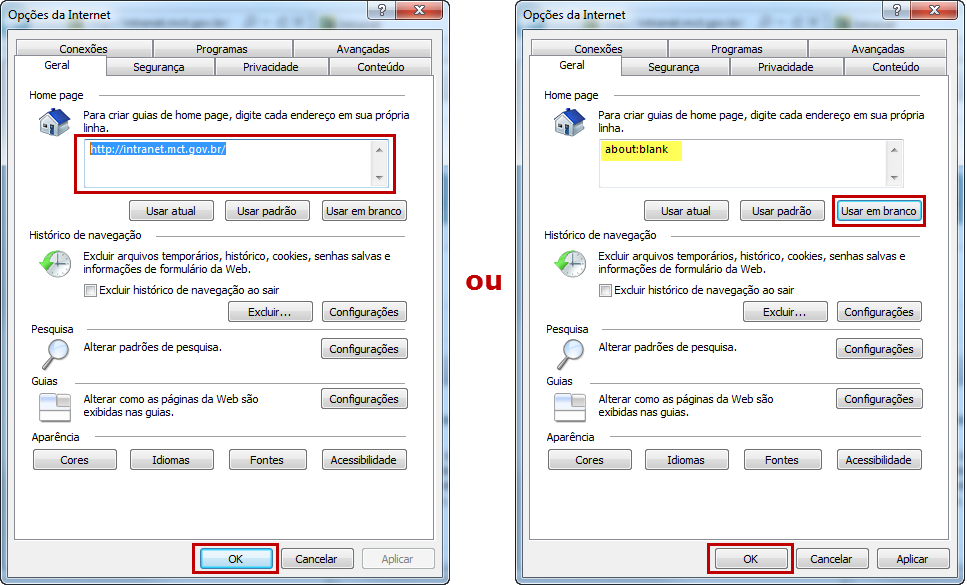 Opções da Internet
Conexões Programas Avançadas
Geral Segurança Privacidade Conteúdo
Home page
Para criar guias de home page, digite cada endereço em sua própria
linha.
http://intranet.mct.gov.br/
Usar atual Usar padrão Usar em branco
Histórico de navegação
Excluir arquivos temporários, histórico, cookies, senhas salvas e
informações de formulário da Web.
Excluir histórico de navegação ao sair
Excluir... Configurações
Pesquisa
Alterar padrões de pesquisa.
Configurações
Guias
Alterar como as páginas da Web são
exibidas nas guias.
Configurações
Aparência
Cores Idiomas Fontes Acessibilidade
OK Cancelar Aplicar
ou
Opções da Internet
Conexões Programas Avançadas
Geral Segurança Privacidade Conteúdo
Home page
Para criar guias de home page, digite cada endereço em sua própria
linha.
about:blank
Usar atual Usar padrão Usar em branco
Histórico de navegação
Excluir arquivos temporários, histórico, cookies, senhas salvas e
informações de formulário da Web.
Excluir histórico de navegação ao sair
Excluir... Configurações
Pesquisa
Alterar padrões de pesquisa.
Configurações
Guias
Alterar como as páginas da Web são
exibidas nas guias.
Configurações
Aparência
Cores Idiomas Fontes Acessibilidade
OK Cancelar Aplicar